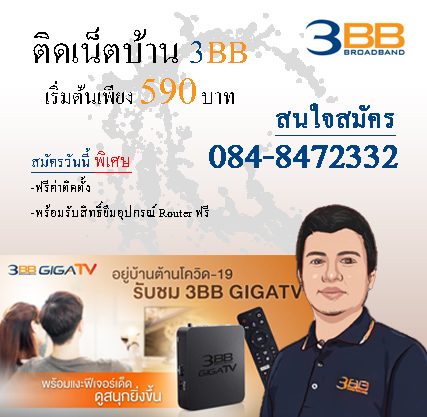 ติดเน็ตบ้าน 3BB
เริ่มต้นเพียง 590 บาท
3BB
BROADBAND
สนใจสมัคร
084-8472332
สมัครวันนี้ พิเศษ
-ฟรีค่าติดตั้ง
-พร้อมรับสิทธิ์ยืมอุปกรณ์ Router ฟรี
3BB GIGATV
อยู่บ้านต้านโควิด-19
รับชม 3BB GIGATV
3BB
GIGATV
พร้อมแงะฟีเจอร์เด็ด
ดูสนุกยิ่งขึ้น
3BB